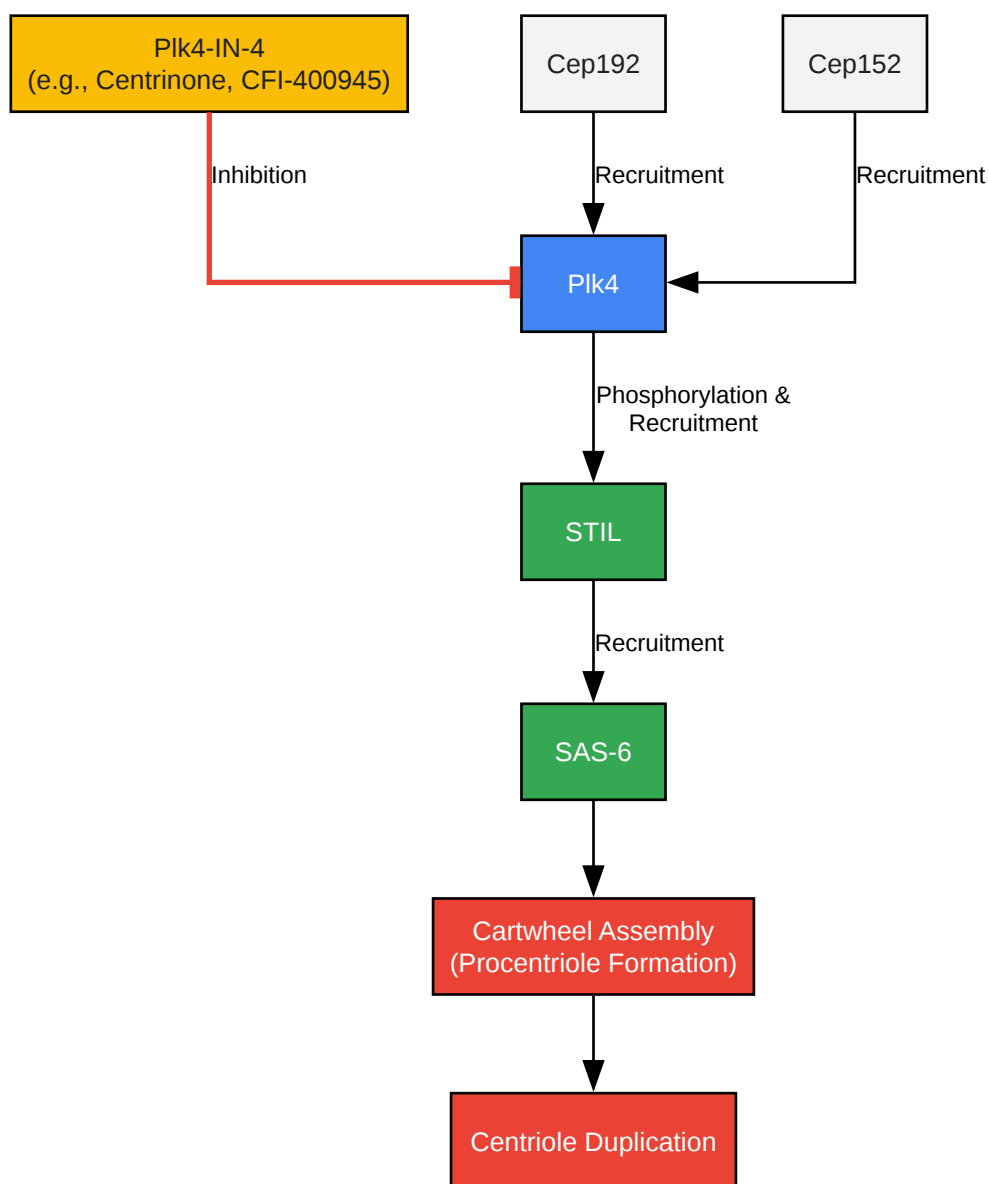 Plk4-IN-4
(e.g., Centrinone, CFI-400945)
Cep192
Cep152
Inhibition
Recruitment
Recruitment
Plk4
Phosphorylation &
Recruitment
STIL
Recruitment
SAS-6
Cartwheel Assembly
(Procentriole Formation)
Centriole Duplication